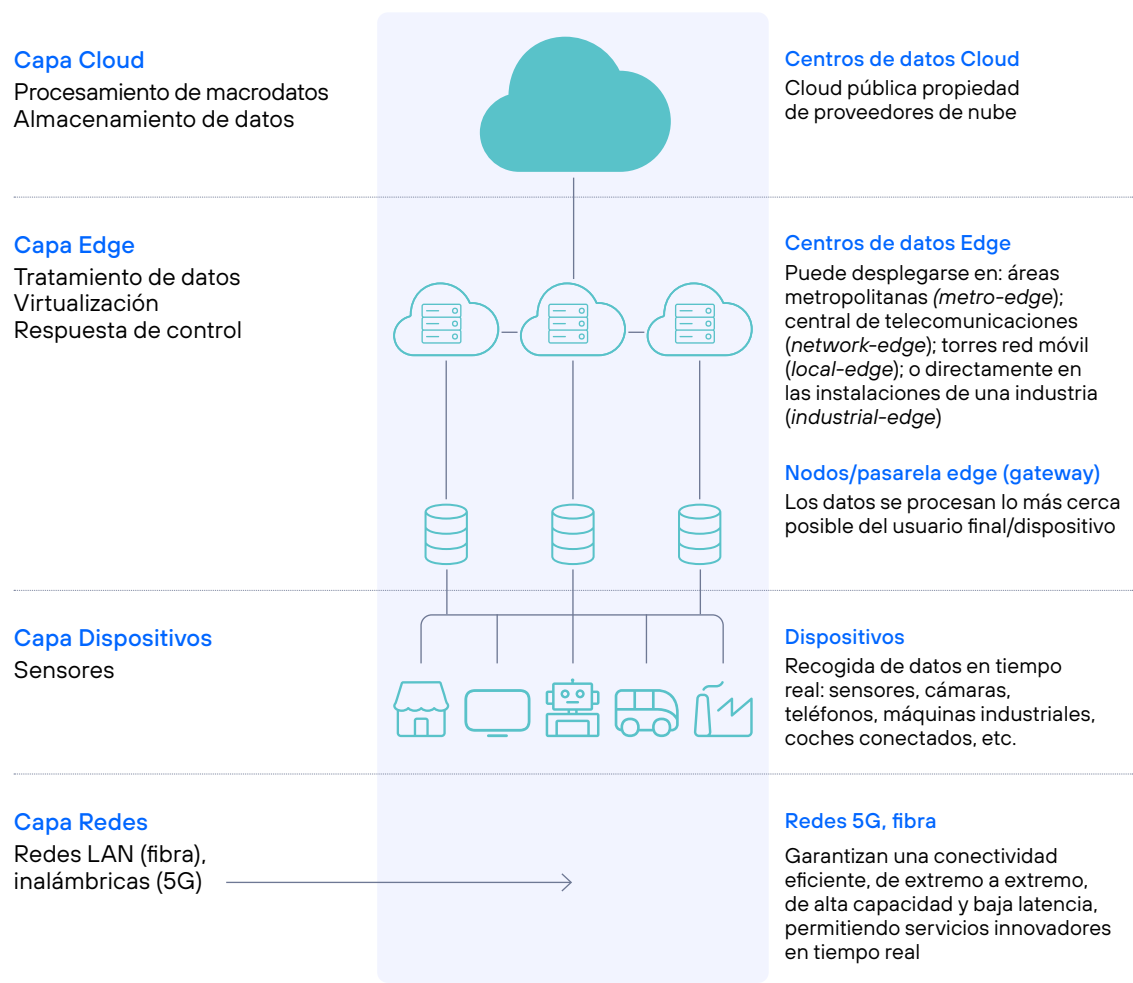 Capa Cloud
Procesamiento de macrodatos
Almacenamiento de datos
Centros de datos Cloud
Cloud pública propiedad
de proveedores de nube
Capa Edge
Tratamiento de datos
Virtualización
Respuesta de control
Centros de datos Edge
Puede desplegarse en: áreas
metropolitanas (metro-edge);
central de telecomunicaciones
(network-edge); torres red móvil
(local-edge); o directamente en
las instalaciones de una industria
(industrial-edge)
Nodos/pasarela edge (gateway)
Los datos se procesan lo más cerca
posible del usuario final/dispositivo
Capa Dispositivos
Sensores
Dispositivos
Recogida de datos en tiempo
real: sensores, cámaras,
teléfonos, máquinas industriales,
coches conectados, etc.
Capa Redes
Redes LAN (fibra),
inalámbricas (5G)
Redes 5G, fibra
Garantizan una conectividad
eficiente, de extremo a extremo,
de alta capacidad y baja latencia,
permitiendo servicios innovadores
en tiempo real